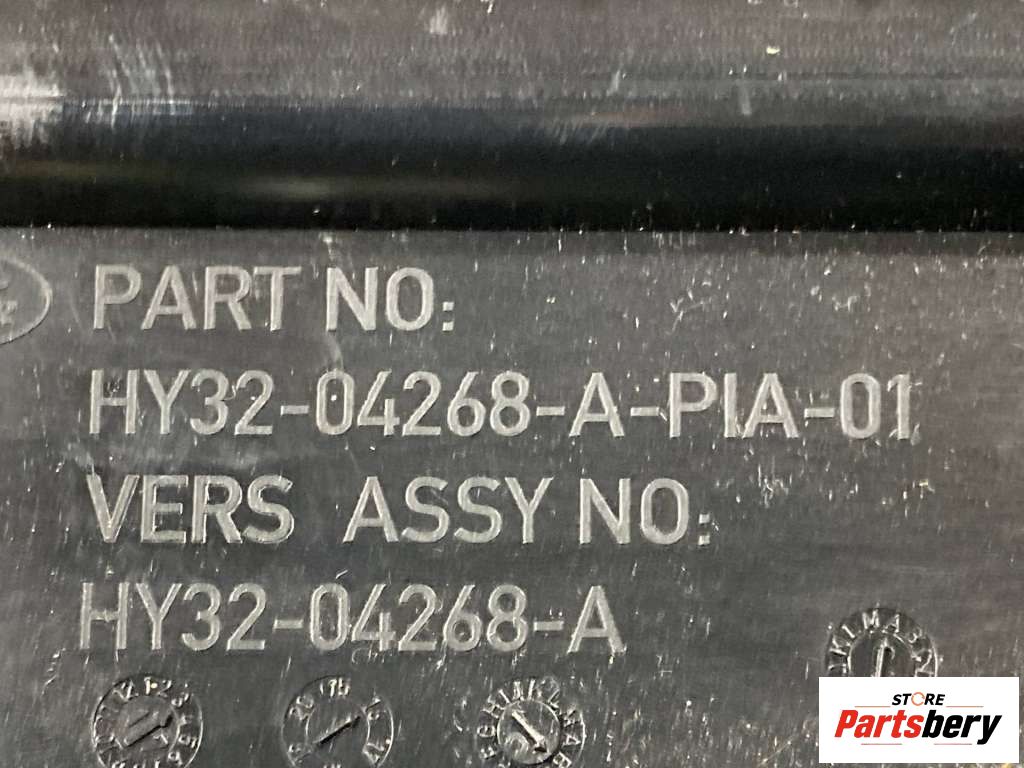 PART NO:
HY32-04268-A-PIA-01
VERS ASSY NO:
HY32-04268-A
STORE
Partsbery